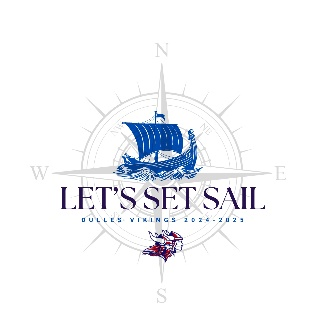 N
W E
LET'S SET SAIL
DULLES VIKINGS 2024-2025
S